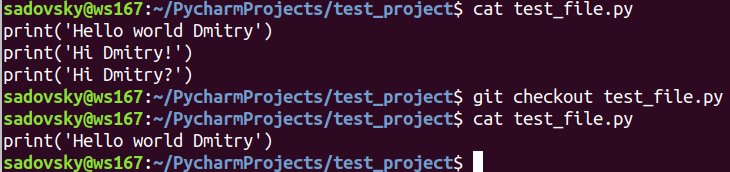 sadovsky@ws167:~/PycharmProjects/test_project$ cat test_file.py
print('Hello world Dmitry')
print('Hi Dmitry!')
print('Hi Dmitry?')
sadovsky@ws167:~/PycharmProjects/test_project$ git checkout test_file.py
sadovsky@ws167:~/PycharmProjects/test_project$ cat test_file.py
print('Hello world Dmitry')
sadovsky@ws167:~/PycharmProjects/test_project$